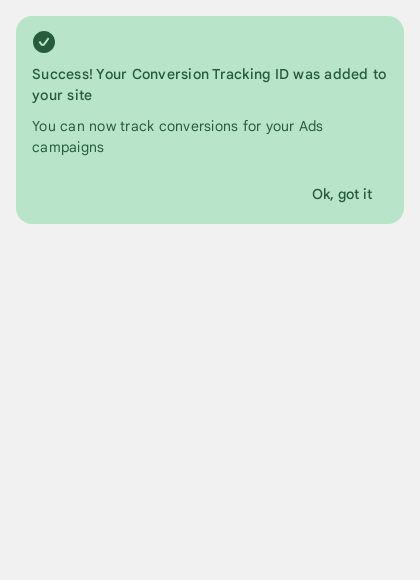 Success! Your Conversion Tracking ID was added to
your site
You can now track conversions for your Ads
campaigns
Ok, got it